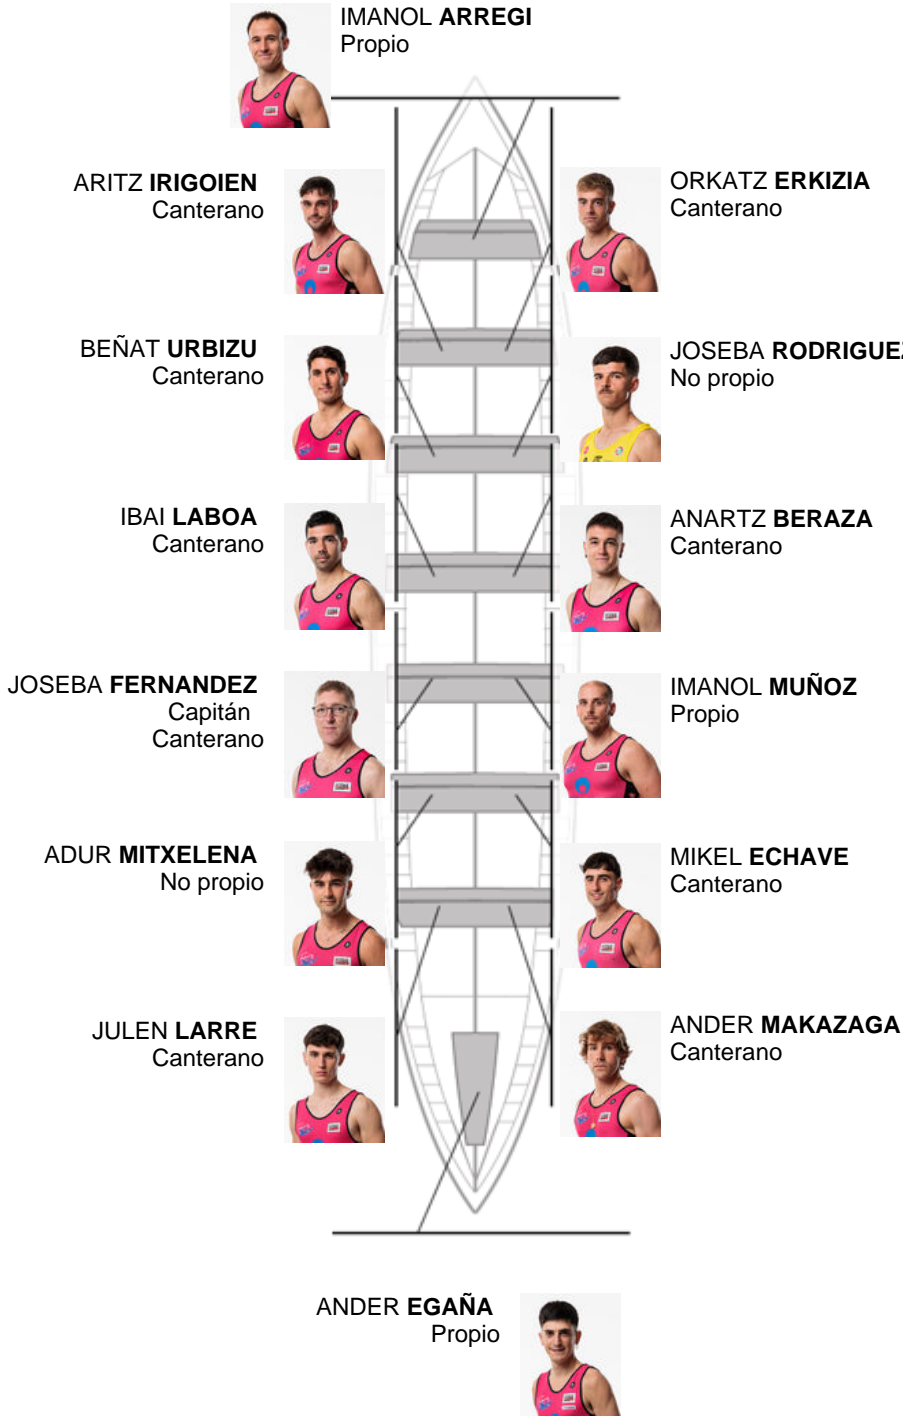 IMANOL ARREGI
Propio
ARITZ IRIGOIEN
Canterano
ORKATZ ERKIZIA
Canterano
BEÑAT URBIZU
Canterano
JOSEBA RODRIGUEZ
No propio
IBAI LABOA
Canterano
ANARTZ BERAZA
Canterano
JOSEBA FERNANDEZ
Capitán
Canterano
IMANOL MUÑOZ
Propio
ADUR MITXELENA
No propio
MIKEL ECHAVE
Canterano
JULEN LARRE
Canterano
ANDER MAKAZAGA
Canterano
ANDER EGAÑA
Propio